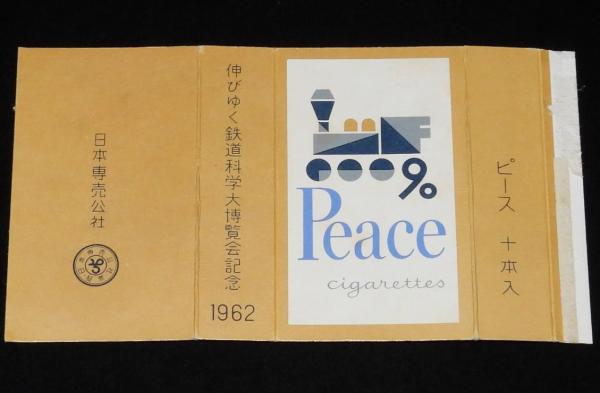 日本専売公社
伸びゆく鉄道科学大博覧会記念
1962
90
Peace
cigarettes
ピース 十本入